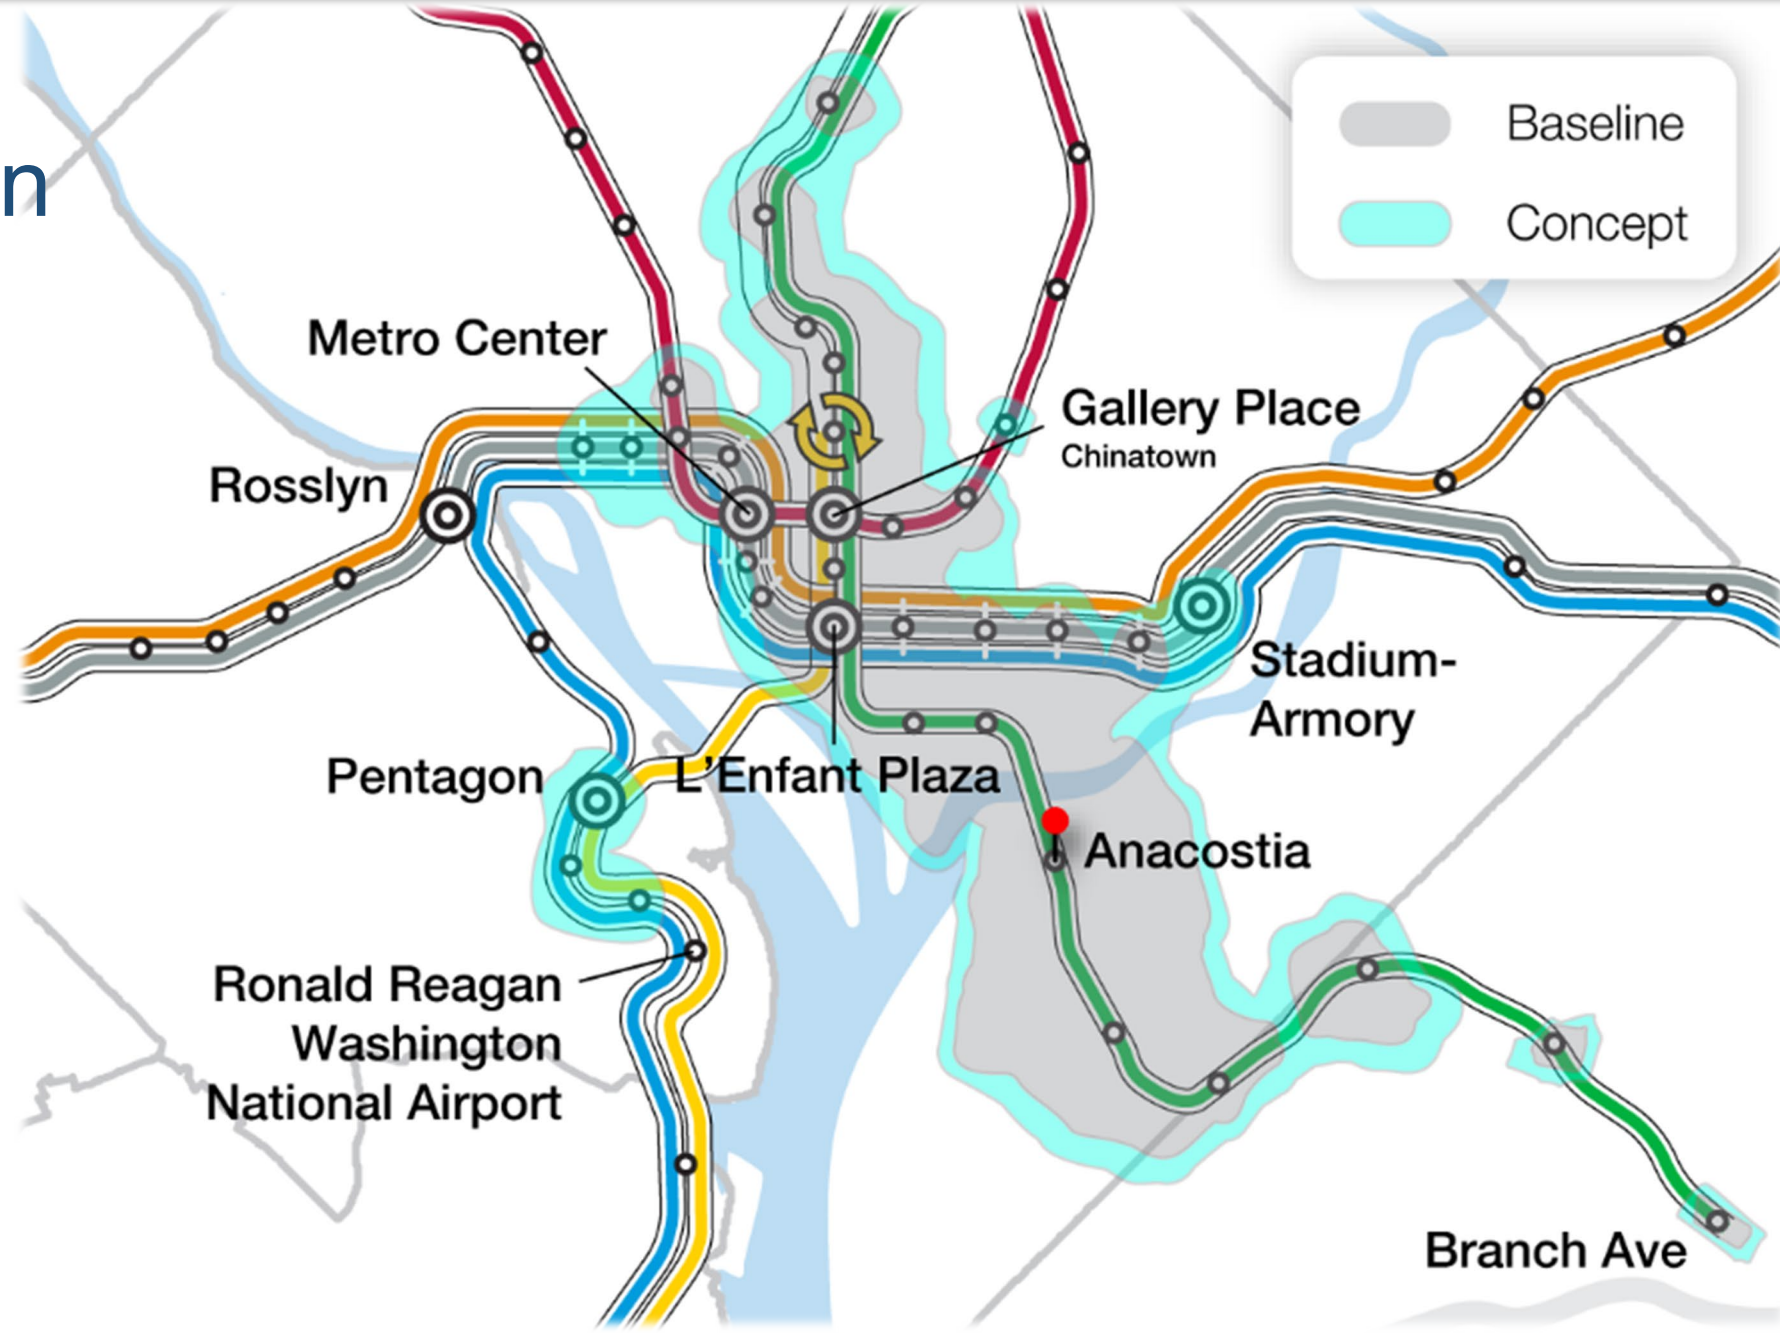 n
Baseline
Concept
Metro Center
Gallery Place
Chinatown
Rosslyn
Stadium-
Armory
Pentagon
L'Enfant Plaza
Anacostia
Ronald Reagan
Washington
National Airport
Branch Ave